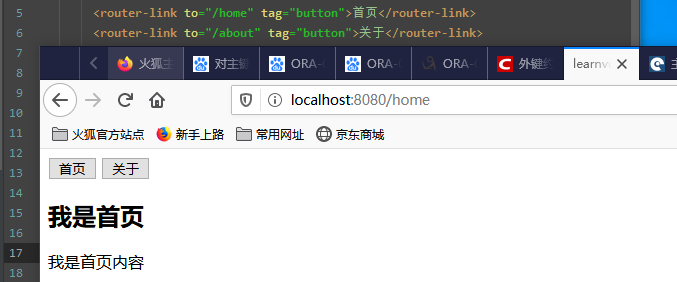 5 <router-link to="/home" tag="button">首页</router-link>
6 <router-link to="/about" tag="button">关于</router-link>
7
8
9
10
11
12
13
14
15
16
17
18
火狐 对主键 ORA- ORA- ORA- 外键约 learnv
localhost:8080/home
火狐官方站点 新手上路 常用网址 京东商城
首页 关于
我是首页
我是首页内容